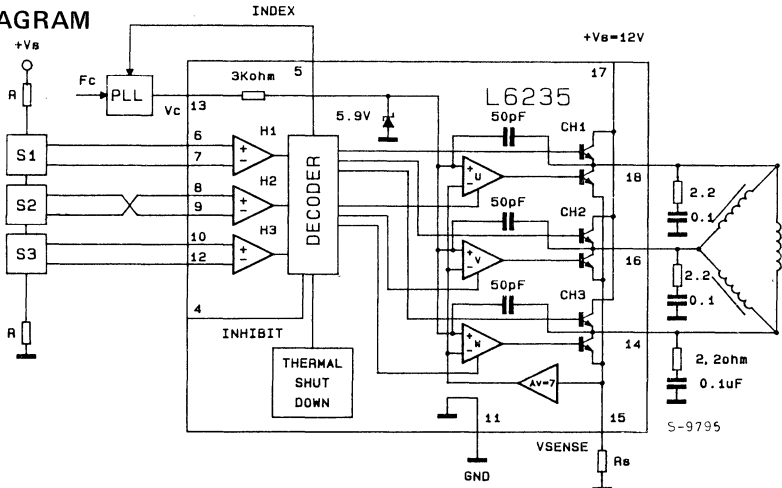 AGRAM
INDEX
+Vs
+Vs=12V
Fc
PLL
Vc
13
3Kohm
5
17
R
5.9V
L6235
50pF
CH1
S1
6
7
H1
+
-
DECODER
+
-
U
18
2.2
0.1
S2
8
9
H2
+
-
50pF
CH2
+
-
V
16
S3
10
12
H3
+
-
50pF
CH3
2.2
0.1
4
INHIBIT
+
-
W
14
R
THERMAL
SHUT
DOWN
Av=7
2,2ohm
0.1uF
11
15
S-9795
VSENSE
GND
Rs